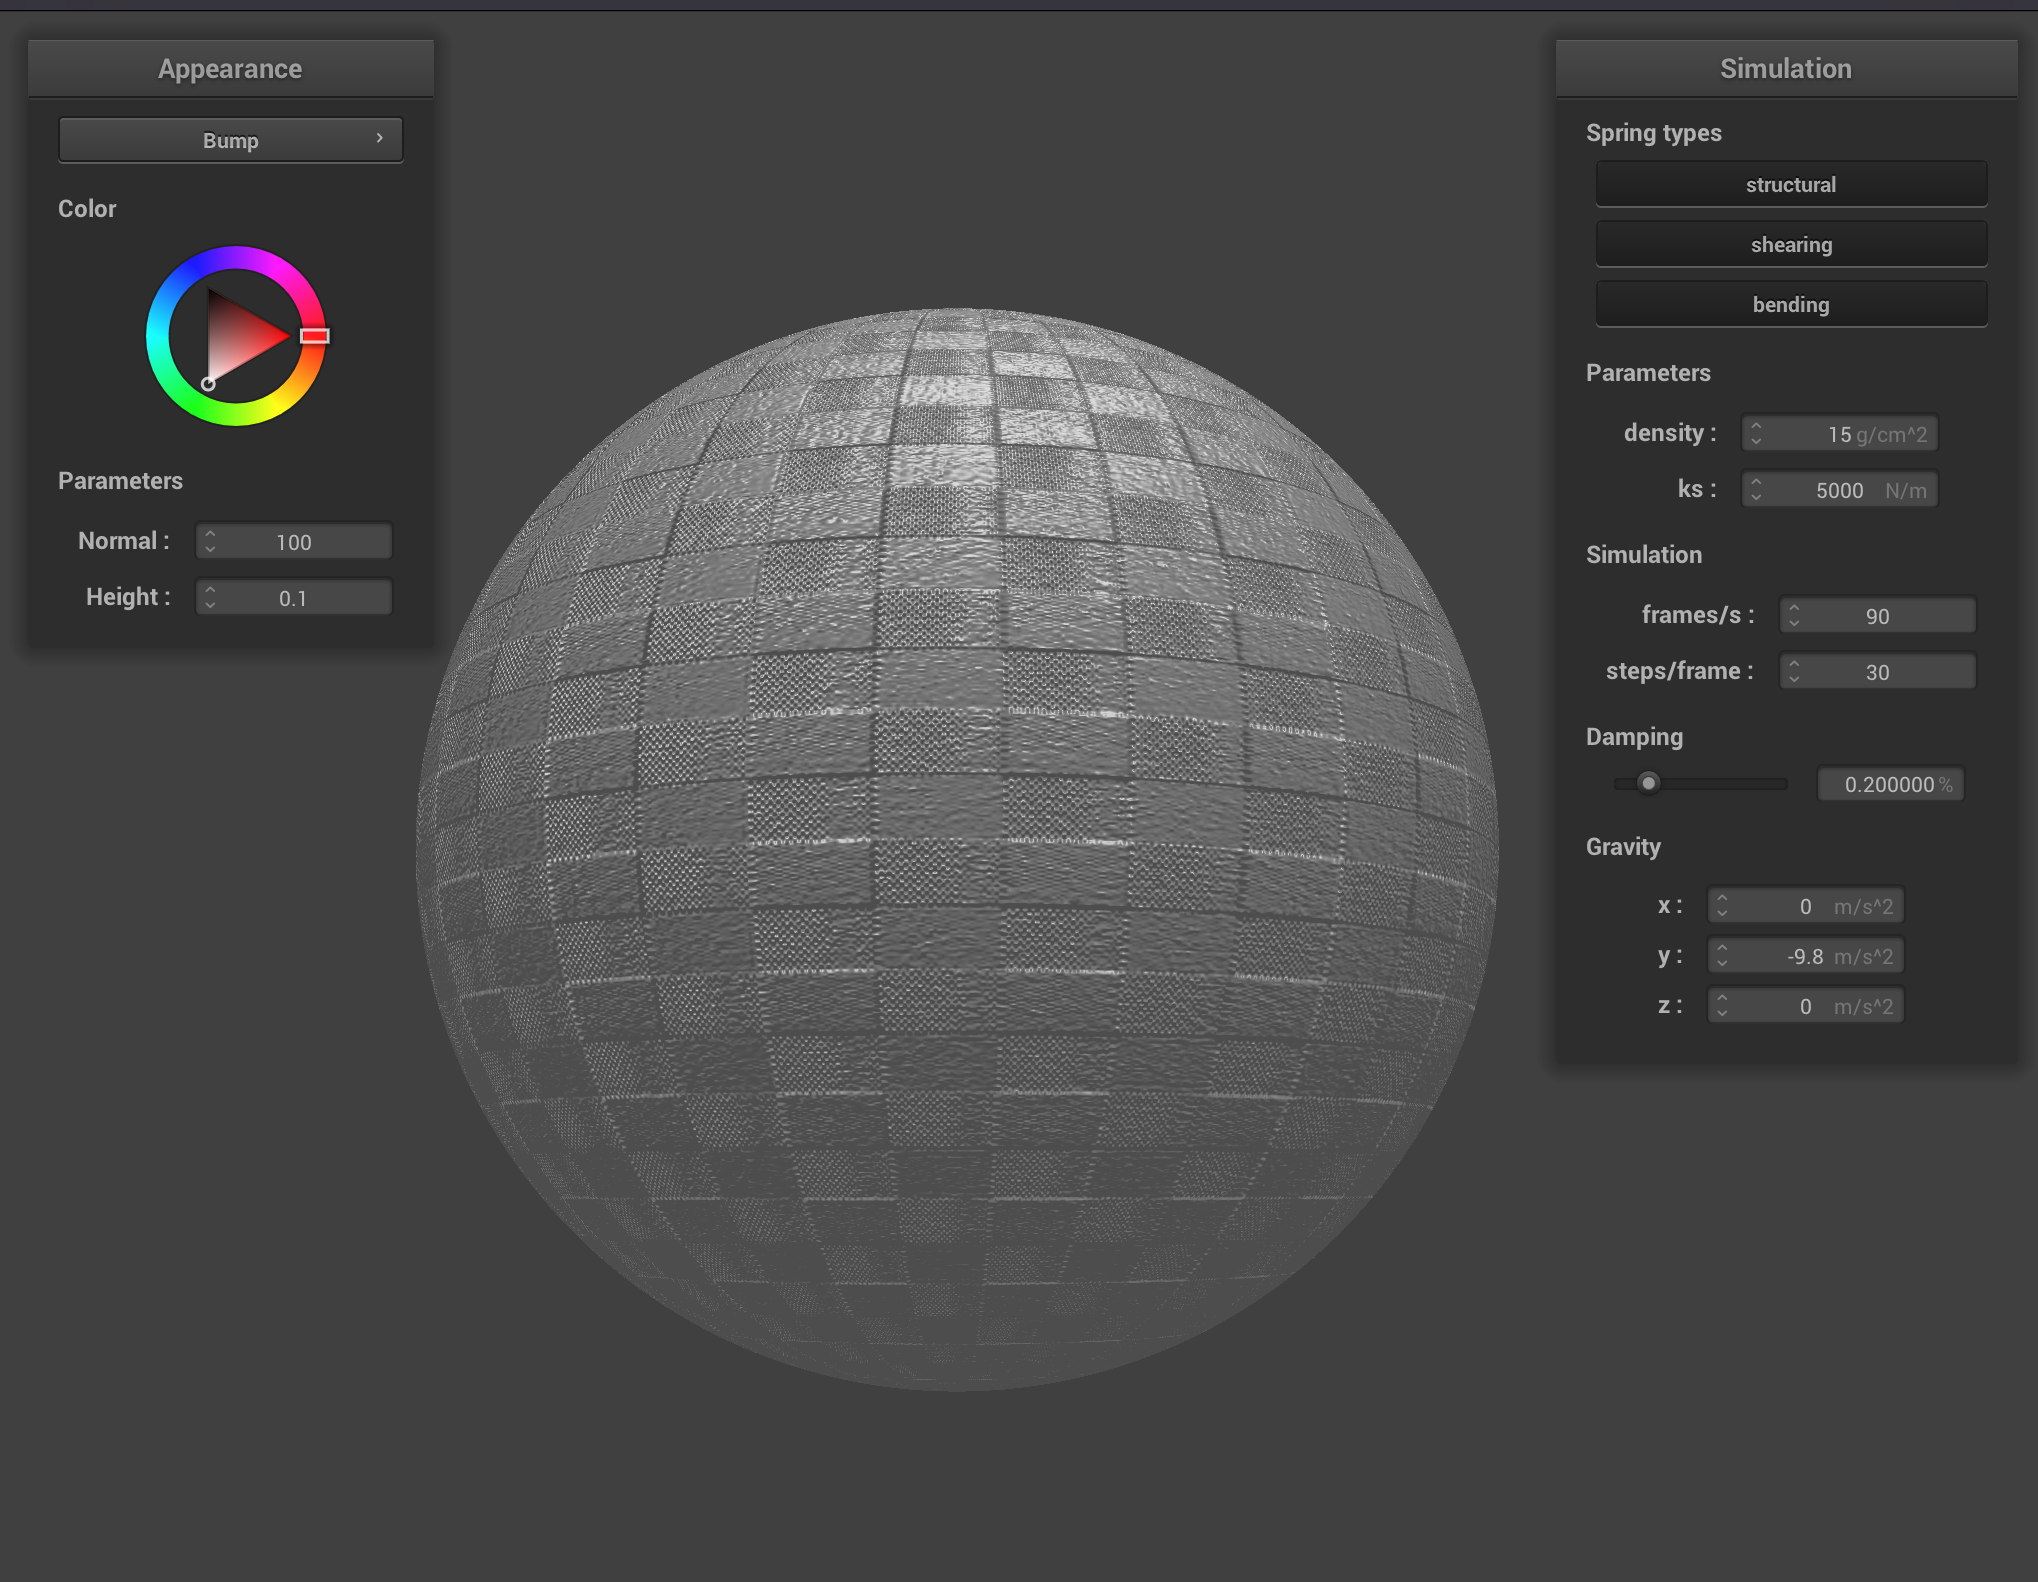 Appearance
Bump
Color
Parameters
Normal : 100
Height : 0.1
Simulation
Spring types
structural
shearing
bending
Parameters
density : 15 g/cm^2
ks : 5000 N/m
Simulation
frames/s : 90
steps/frame : 30
Damping
0.200000 %
Gravity
x : 0 m/s^2
y : -9.8 m/s^2
z : 0 m/s^2